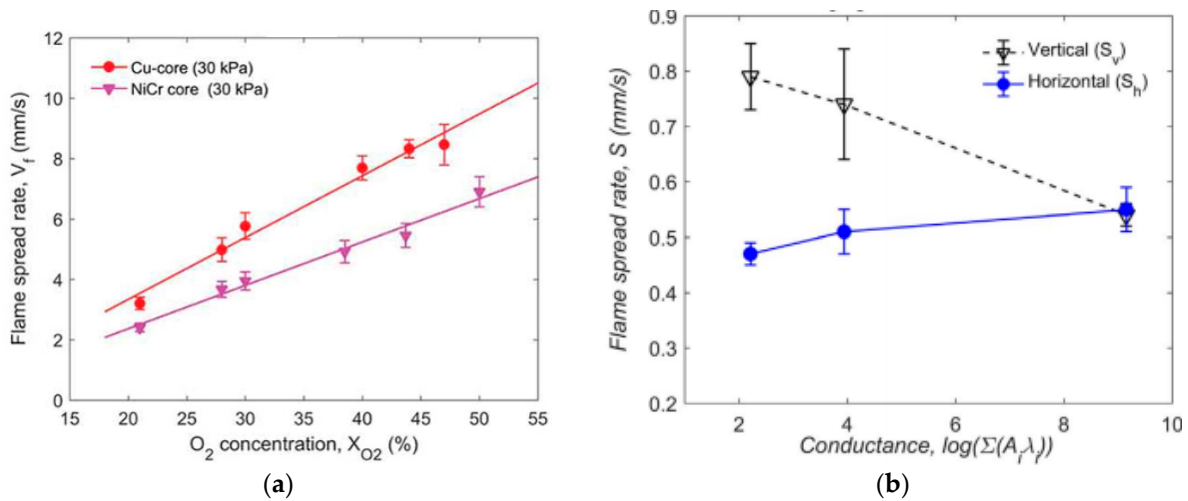 12
10
8
6
4
2
0
Flame spread rate, V_f (mm/s)
Cu-core (30 kPa)
NiCr core (30 kPa)
15 20 25 30 35 40 45 50 55
O_2 concentration, X_O2 (%)
(a)
0.9
0.8
0.7
0.6
0.5
0.4
0.3
0.2
Flame spread rate, S (mm/s)
Vertical (S_v)
Horizontal (S_h)
2 4 6 8 10
Conductance, log(Σ(A_iλ_i))
(b)